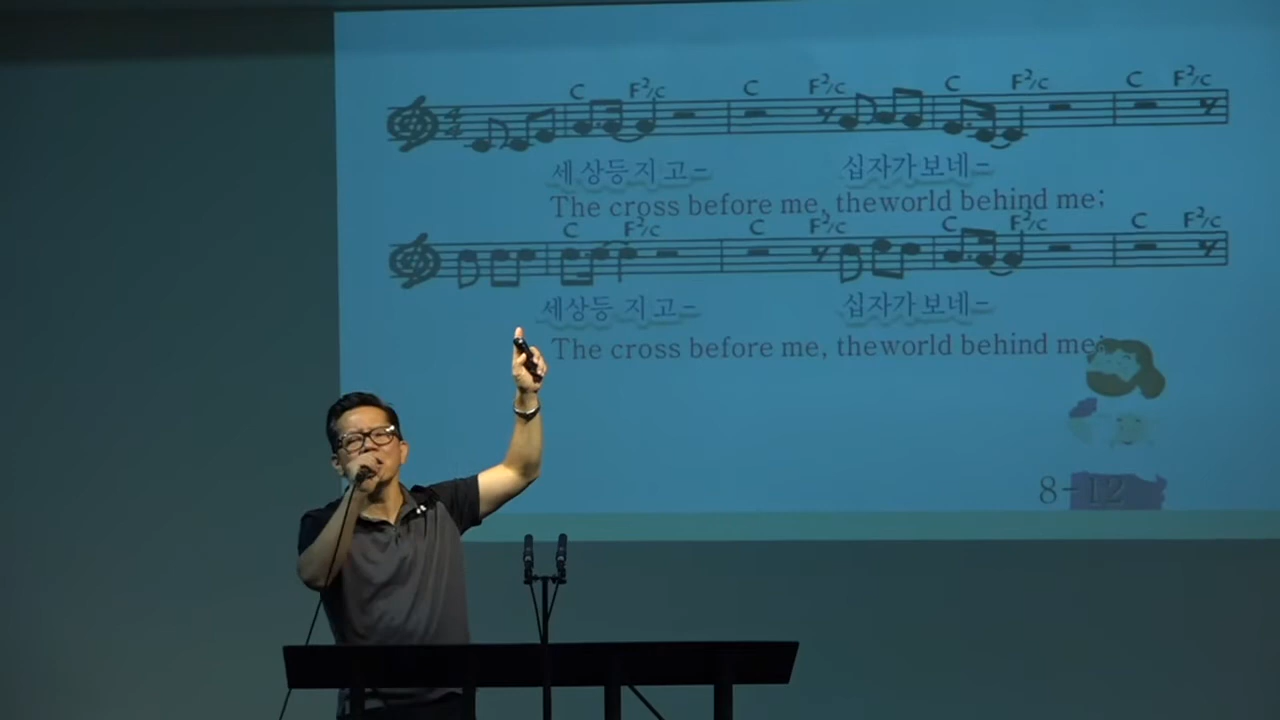 C F²/C C F²/C C F²/C C F²/C
4 4
세상등지고- 십자가보네-
The cross before me, theworld behind me;
C F²/C C F²/C C F²/C C F²/C
세상등 지고- 십자가보네-
The cross before me, theworld behind me;
8-12